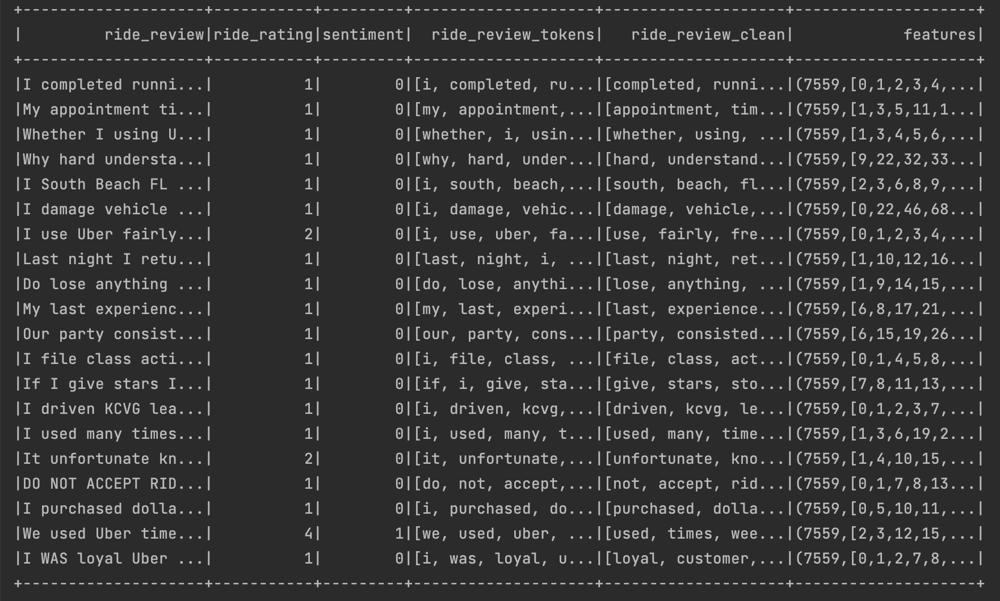 +--------------------+-----------+---------+--------------------+--------------------+--------------------+
|         ride_review|ride_rating|sentiment|  ride_review_tokens|   ride_review_clean|            features|
+--------------------+-----------+---------+--------------------+--------------------+--------------------+
|I completed runni...|          1|        0|[i, completed, ru...|[completed, runni...|(7559,[0,1,2,3,4,...|
|My appointment ti...|          1|        0|[my, appointment,...|[appointment, tim...|(7559,[1,3,5,11,1...|
|Whether I using U...|          1|        0|[whether, i, usin...|[whether, using, ...|(7559,[1,3,4,5,6,...|
|Why hard understa...|          1|        0|[why, hard, under...|[hard, understand...|(7559,[9,22,32,33...|
|I South Beach FL ...|          1|        0|[i, south, beach,...|[south, beach, fl...|(7559,[2,3,6,8,9,...|
|I damage vehicle ...|          1|        0|[i, damage, vehic...|[damage, vehicle,...|(7559,[0,22,46,68...|
|I use Uber fairly...|          2|        0|[i, use, uber, fa...|[use, fairly, fre...|(7559,[0,1,2,3,4,...|
|Last night I retu...|          1|        0|[last, night, i, ...|[last, night, ret...|(7559,[1,10,12,16...|
|Do lose anything ...|          1|        0|[do, lose, anythi...|[lose, anything, ...|(7559,[1,9,14,15,...|
|My last experienc...|          1|        0|[my, last, experi...|[last, experience...|(7559,[6,8,17,21,...|
|Our party consist...|          1|        0|[our, party, cons...|[party, consisted...|(7559,[6,15,19,26...|
|I file class acti...|          1|        0|[i, file, class, ...|[file, class, act...|(7559,[0,1,4,5,8,...|
|If I give stars I...|          1|        0|[if, i, give, sta...|[give, stars, sto...|(7559,[7,8,11,13,...|
|I driven KCVG lea...|          1|        0|[i, driven, kcvg,...|[driven, kcvg, le...|(7559,[0,1,2,3,7,...|
|I used many times...|          1|        0|[i, used, many, t...|[used, many, time...|(7559,[1,3,6,19,2...|
|It unfortunate kn...|          2|        0|[it, unfortunate,...|[unfortunate, kno...|(7559,[1,4,10,15,...|
|DO NOT ACCEPT RID...|          1|        0|[do, not, accept,...|[not, accept, rid...|(7559,[0,1,7,8,13...|
|I purchased dolla...|          1|        0|[i, purchased, do...|[purchased, dolla...|(7559,[0,5,10,11,...|
|We used Uber time...|          4|        1|[we, used, uber, ...|[used, times, wee...|(7559,[2,3,12,15,...|
|I WAS loyal Uber ...|          1|        0|[i, was, loyal, u...|[loyal, customer,...|(7559,[0,1,2,7,8,...|
+--------------------+-----------+---------+--------------------+--------------------+--------------------+